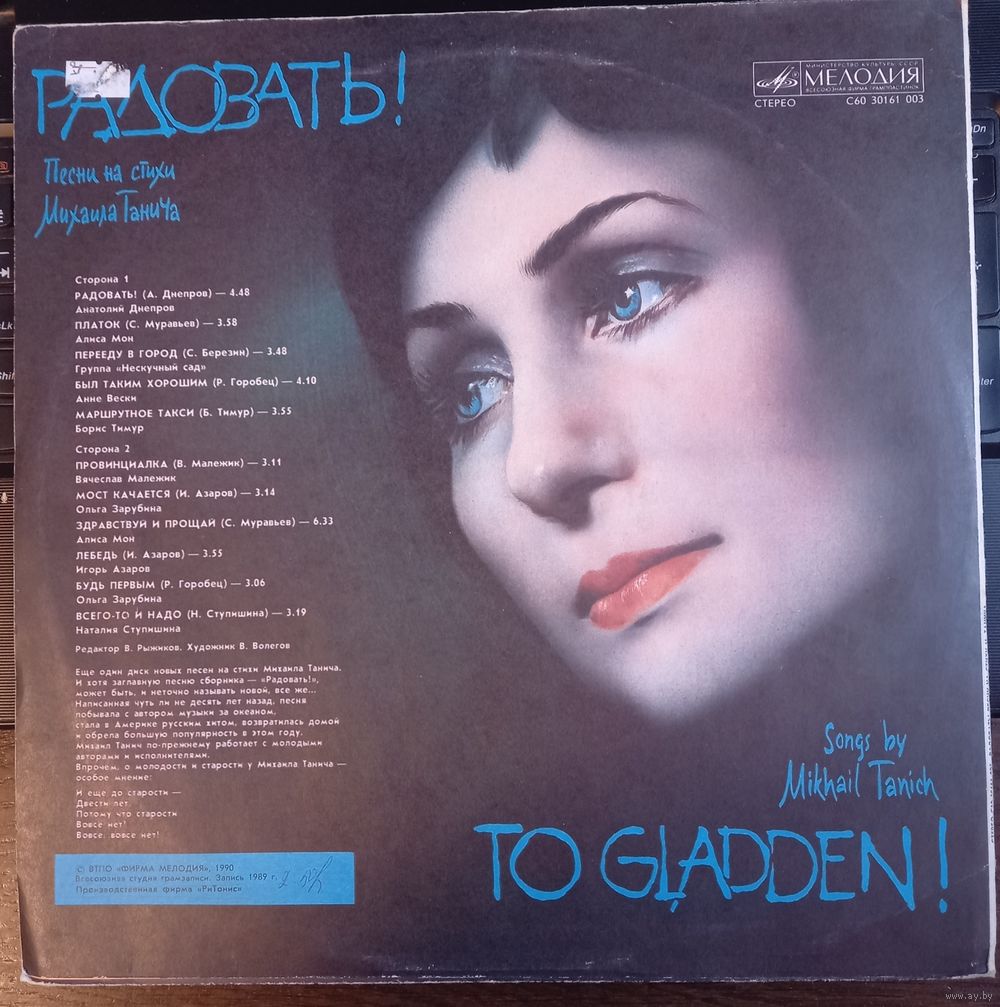 РАДОВАТЬ!
Песни на стихи
Михаила Танича
МИНИСТЕРСТВО КУЛЬТУРЫ СССР
МЕЛОДИЯ
ВСЕСОЮЗНАЯ ФИРМА ГРАМПЛАСТИНОК
СТЕРЕО
С60 30161 003
Сторона 1
РАДОВАТЬ! (А. Днепров) — 4.48
Анатолий Днепров
ПЛАТОК (С. Муравьев) — 3.58
Алиса Мон
ПЕРЕЕДУ В ГОРОД (С. Березин) — 3.48
Группа «Нескучный сад»
БЫЛ ТАКИМ ХОРОШИМ (Р. Горобец) — 4.10
Анне Вески
МАРШРУТНОЕ ТАКСИ (Б. Тимур) — 3.55
Борис Тимур
Сторона 2
ПРОВИНЦИАЛКА (В. Малежик) — 3.11
Вячеслав Малежик
МОСТ КАЧАЕТСЯ (И. Азаров) — 3.14
Ольга Зарубина
ЗДРАВСТВУЙ И ПРОЩАЙ (С. Муравьев) — 6.33
Алиса Мон
ЛЕБЕДЬ (И. Азаров) — 3.55
Игорь Азаров
БУДЬ ПЕРВЫМ (Р. Горобец) — 3.06
Ольга Зарубина
ВСЕГО-ТО И НАДО (Н. Ступишина) — 3.19
Наталия Ступишина
Редактор В. Рыжиков. Художник В. Волегов
Еще один диск новых песен на стихи Михаила Танича.
И хотя заглавную песню сборника — «Радовать!»,
может быть, и неточно называть новой, все же...
Написанная чуть ли не десять лет назад, песня
побывала с автором музыки за океаном,
стала в Америке русским хитом, возвратилась домой
и обрела большую популярность в этом году.
Михаил Танич по-прежнему работает с молодыми
авторами и исполнителями.
Впрочем, о молодости и старости у Михаила Танича —
особое мнение:
И еще до старости —
Двести лет.
Потому что старости
Вовсе нет!
Вовсе, вовсе нет!
Songs by
Mikhail Tanich
TO GLADDEN!
© ВТПО «ФИРМА МЕЛОДИЯ», 1990
Всесоюзная студия грамзаписи. Запись 1989 г.
Производственная фирма «РиТонис»
www.ay.by